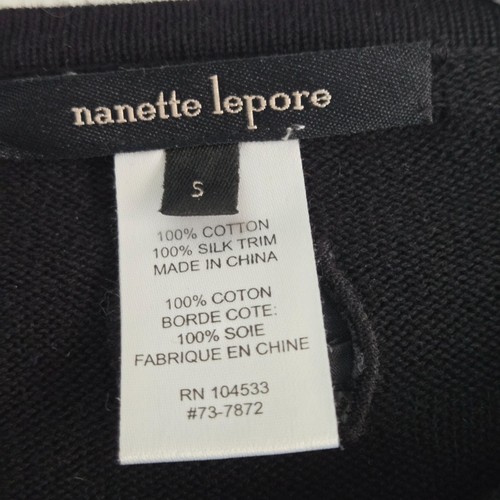 nanette lepore
S
100% COTTON
100% SILK TRIM
MADE IN CHINA
100% COTON
BORDE COTE:
100% SOIE
FABRIQUE EN CHINE
RN 104533
#73-7872